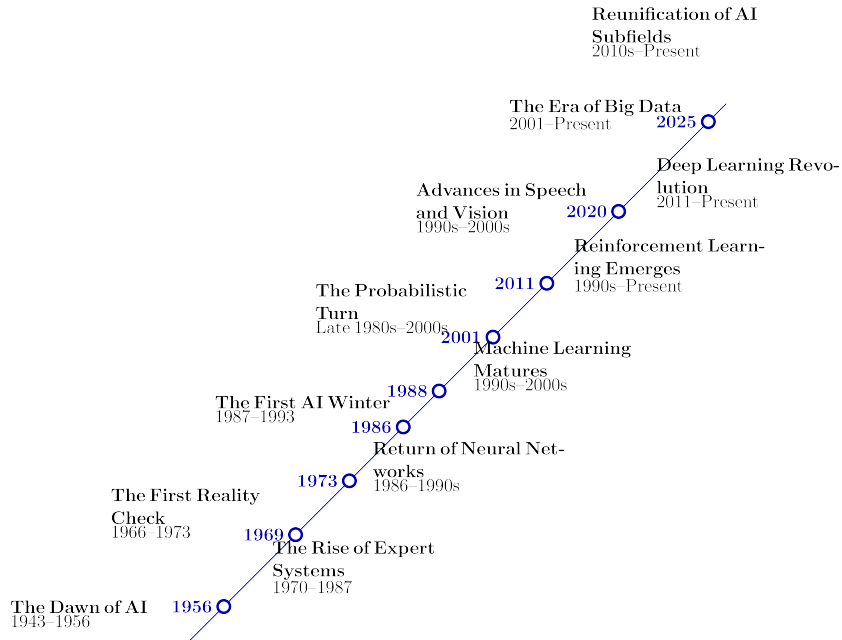 Reunification of AI
Subfields
2010s–Present
The Era of Big Data
2001–Present
2025
Deep Learning Revo-
lution
2011–Present
Advances in Speech
and Vision
1990s–2000s
2020
Reinforcement Learn-
ing Emerges
1990s–Present
2011
The Probabilistic
Turn
Late 1980s–2000s
2001
Machine Learning
Matures
1990s–2000s
1988
The First AI Winter
1987–1993
1986
Return of Neural Net-
works
1986–1990s
1973
The First Reality
Check
1966–1973
1969
The Rise of Expert
Systems
1970–1987
The Dawn of AI
1943–1956
1956